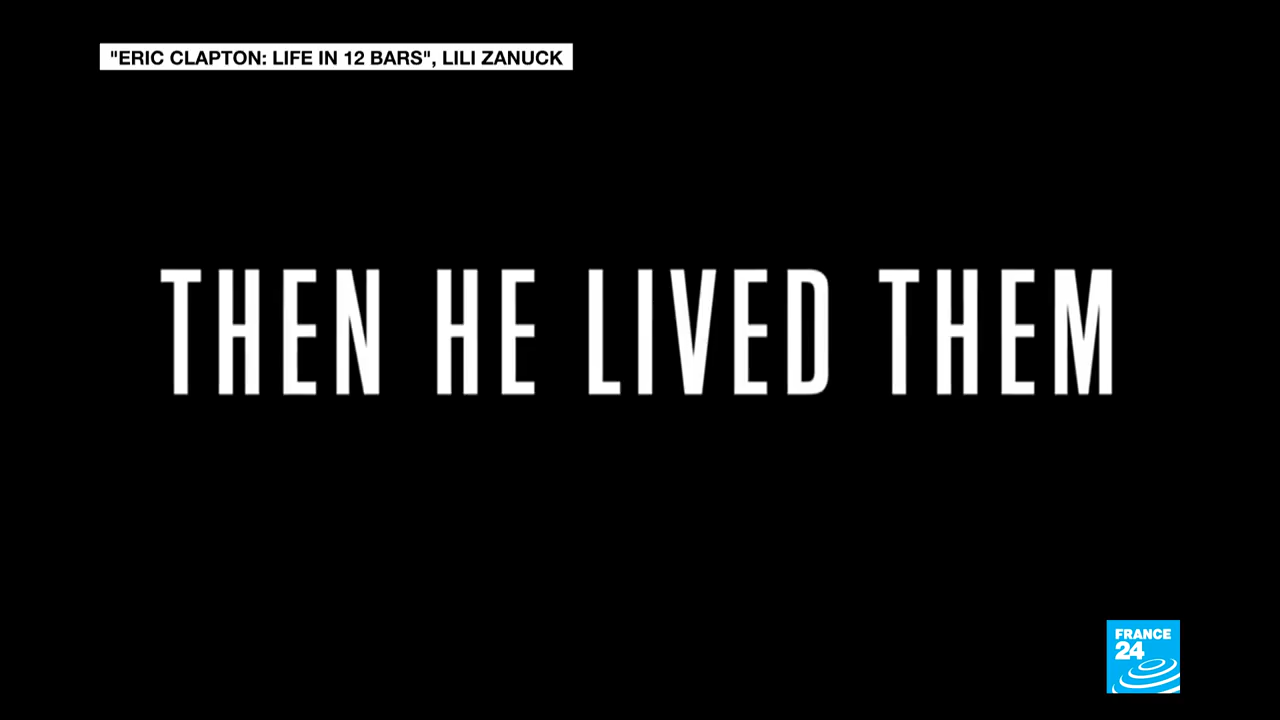 "ERIC CLAPTON: LIFE IN 12 BARS", LILI ZANUCK
THEN HE LIVED THEM
FRANCE
24